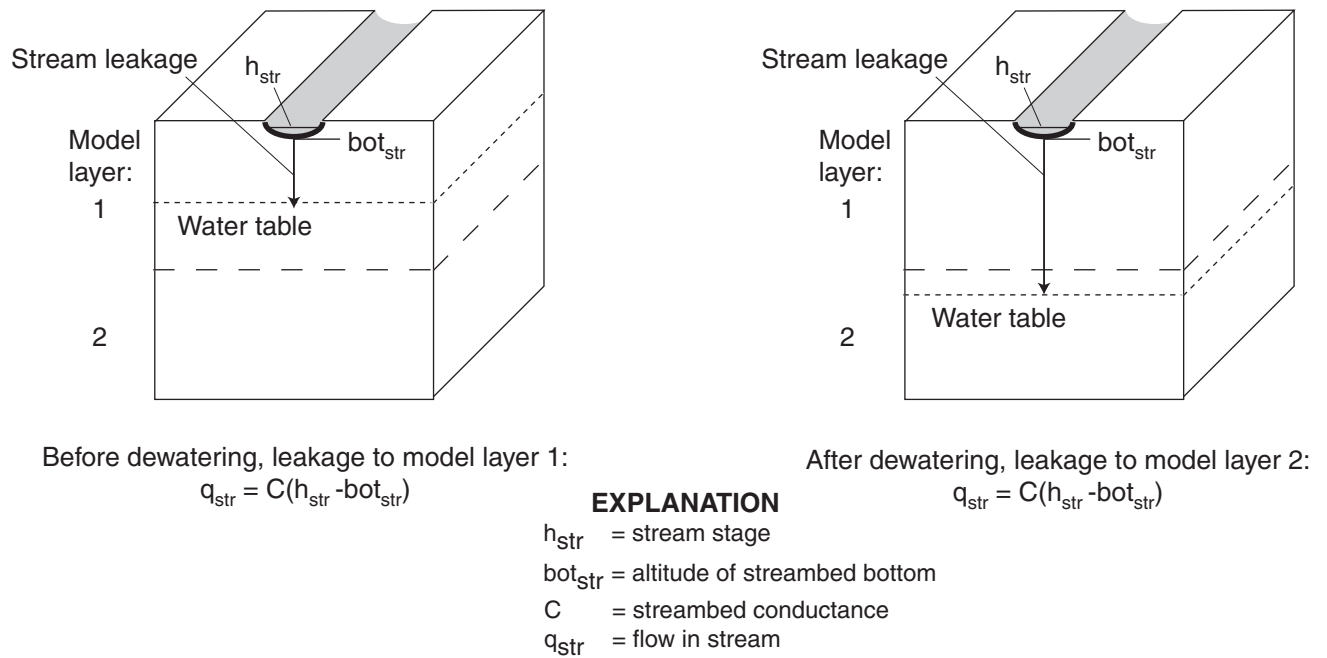 Stream leakage
h_str
bot_str
Model
layer:
1
Water table
2
Before dewatering, leakage to model layer 1:
q_str = C(h_str -bot_str)
Stream leakage
h_str
bot_str
Model
layer:
1
Water table
2
After dewatering, leakage to model layer 2:
q_str = C(h_str -bot_str)
EXPLANATION
h_str = stream stage
bot_str = altitude of streambed bottom
C = streambed conductance
q_str = flow in stream